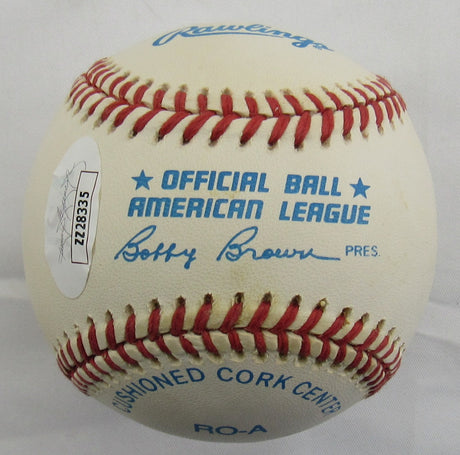 Rawlings
★ OFFICIAL BALL ★
AMERICAN LEAGUE
Bobby Brown PRES.
ZZ28335
CUSHIONED CORK CENTER
RO-A